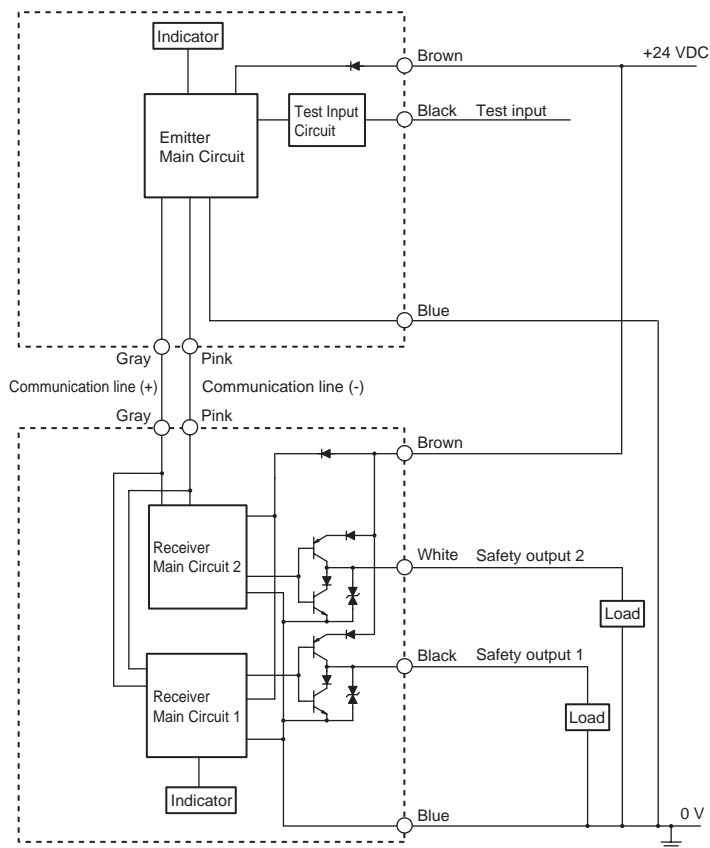 Indicator
Brown
+24 VDC
Test Input
Circuit
Black Test input
Emitter
Main Circuit
Blue
Gray Pink
Communication line (+) Communication line (-)
Gray Pink
Brown
Receiver
Main Circuit 2
White Safety output 2
Load
Black Safety output 1
Receiver
Main Circuit 1
Load
Indicator
Blue
0 V